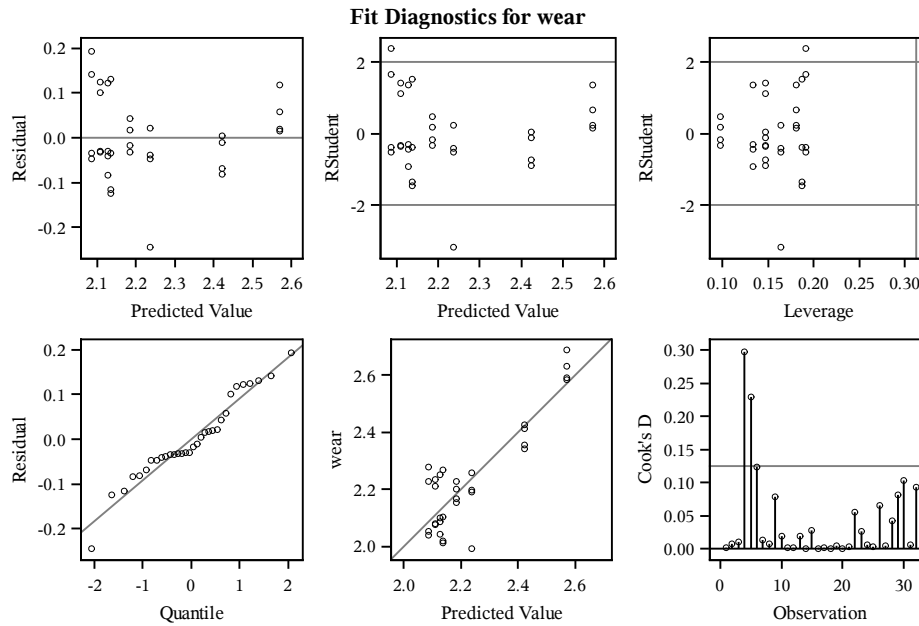 Fit Diagnostics for wear
0.2
0.1
0.0
-0.1
-0.2
Residual
2.1 2.2 2.3 2.4 2.5 2.6
Predicted Value
2
0
-2
RStudent
2.1 2.2 2.3 2.4 2.5 2.6
Predicted Value
2
0
-2
RStudent
0.10 0.15 0.20 0.25 0.30
Leverage
0.2
0.1
0.0
-0.1
-0.2
Residual
-2 -1 0 1 2
Quantile
2.6
2.4
2.2
2.0
wear
2.0 2.2 2.4 2.6
Predicted Value
0.30
0.25
0.20
0.15
0.10
0.05
0.00
Cook's D
0 10 20 30
Observation